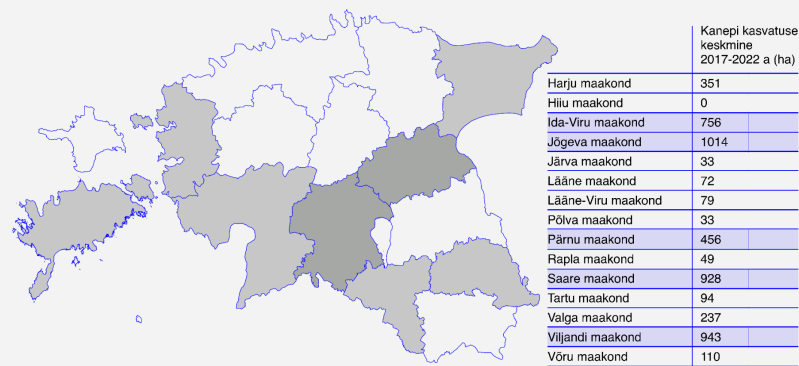 Kanepi kasvatuse
keskmine
2017-2022 a (ha)
Harju maakond 351
Hiiu maakond 0
Ida-Viru maakond 756
Jõgeva maakond 1014
Järva maakond 33
Lääne maakond 72
Lääne-Viru maakond 79
Põlva maakond 33
Pärnu maakond 456
Rapla maakond 49
Saare maakond 928
Tartu maakond 94
Valga maakond 237
Viljandi maakond 943
Võru maakond 110